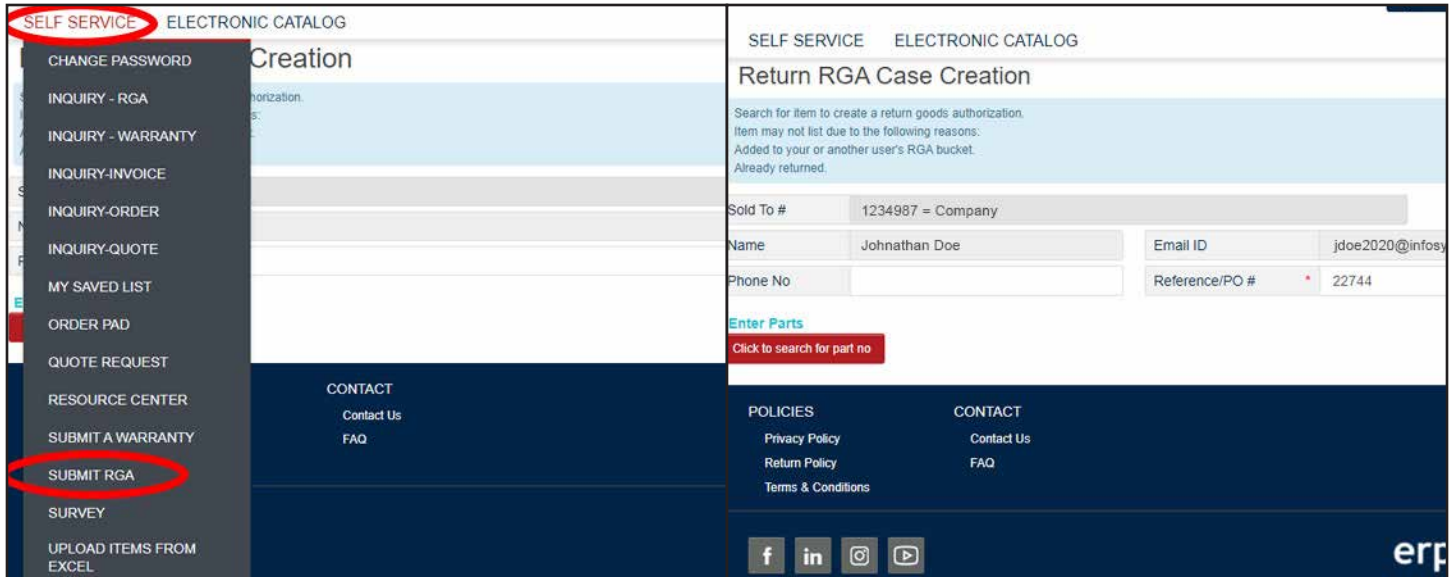 SELF SERVICE ELECTRONIC CATALOG
Creation
CHANGE PASSWORD
INQUIRY - RGA
INQUIRY - WARRANTY
INQUIRY-INVOICE
INQUIRY-ORDER
INQUIRY-QUOTE
MY SAVED LIST
ORDER PAD
QUOTE REQUEST
RESOURCE CENTER
SUBMIT A WARRANTY
SUBMIT RGA
SURVEY
UPLOAD ITEMS FROM
EXCEL
CONTACT
Contact Us
FAQ
SELF SERVICE ELECTRONIC CATALOG
Return RGA Case Creation
Search for item to create a return goods authorization.
Item may not list due to the following reasons:
Added to your or another user's RGA bucket.
Already returned.
Sold To # 1234987 = Company
Name Johnathan Doe Email ID jdoe2020@infosy
Phone No Reference/PO # * 22744
Enter Parts
Click to search for part no
POLICIES CONTACT
Privacy Policy Contact Us
Return Policy FAQ
Terms & Conditions
f in
erp